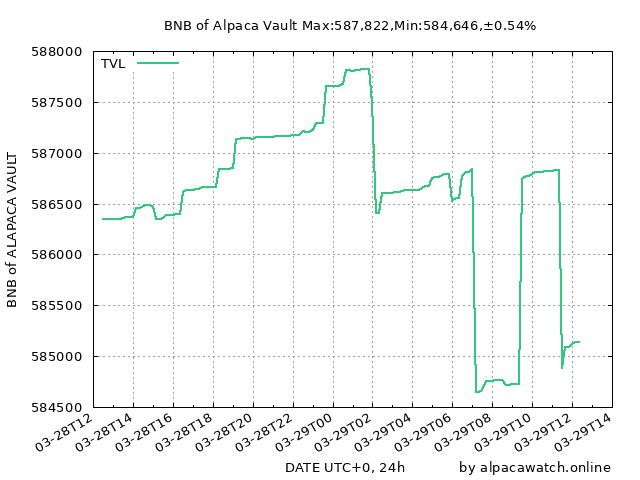 BNB of Alpaca Vault Max:587,822,Min:584,646,±0.54%
TVL
588000
587500
587000
586500
586000
585500
585000
584500
BNB of ALAPACA VAULT
03-28T12
03-28T14
03-28T16
03-28T18
03-28T20
03-28T22
03-29T00
03-29T02
03-29T04
03-29T06
03-29T08
03-29T10
03-29T12
03-29T14
DATE UTC+0, 24h
by alpacawatch.online